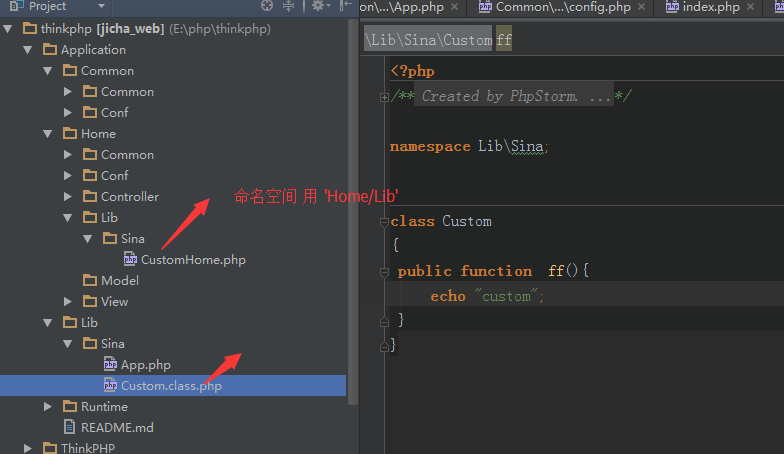 Project
on\...\App.php
Common\...\config.php
index.php
thinkphp [jicha_web] (E:\php\thinkphp)
Application
Common
Common
Conf
Home
Common
Conf
Controller
Lib
Sina
CustomHome.php
Model
View
Lib
Sina
App.php
Custom.class.php
Runtime
README.md
ThinkPHP
命名空间 用 'Home/Lib'
\Lib\Sina\Custom ff
<?php
/** Created by PhpStorm. ...*/
namespace Lib\Sina;
class Custom
{
public function ff(){
echo "custom";
}
}